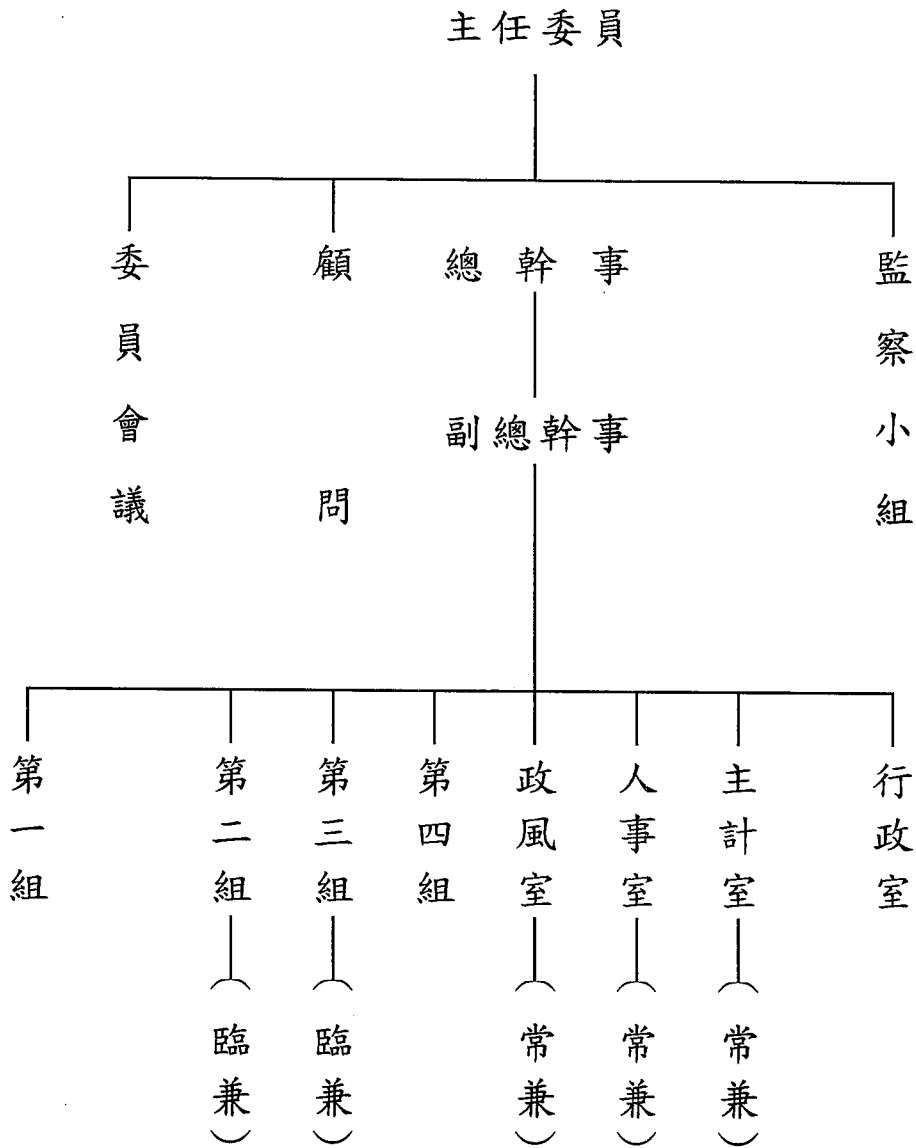 主任委員
委員會議
顧問
總幹事
監察小組
副總幹事
第一組
第二組
（臨兼）
第三組
（臨兼）
第四組
政風室
（常兼）
人事室
（常兼）
主計室
（常兼）
行政室